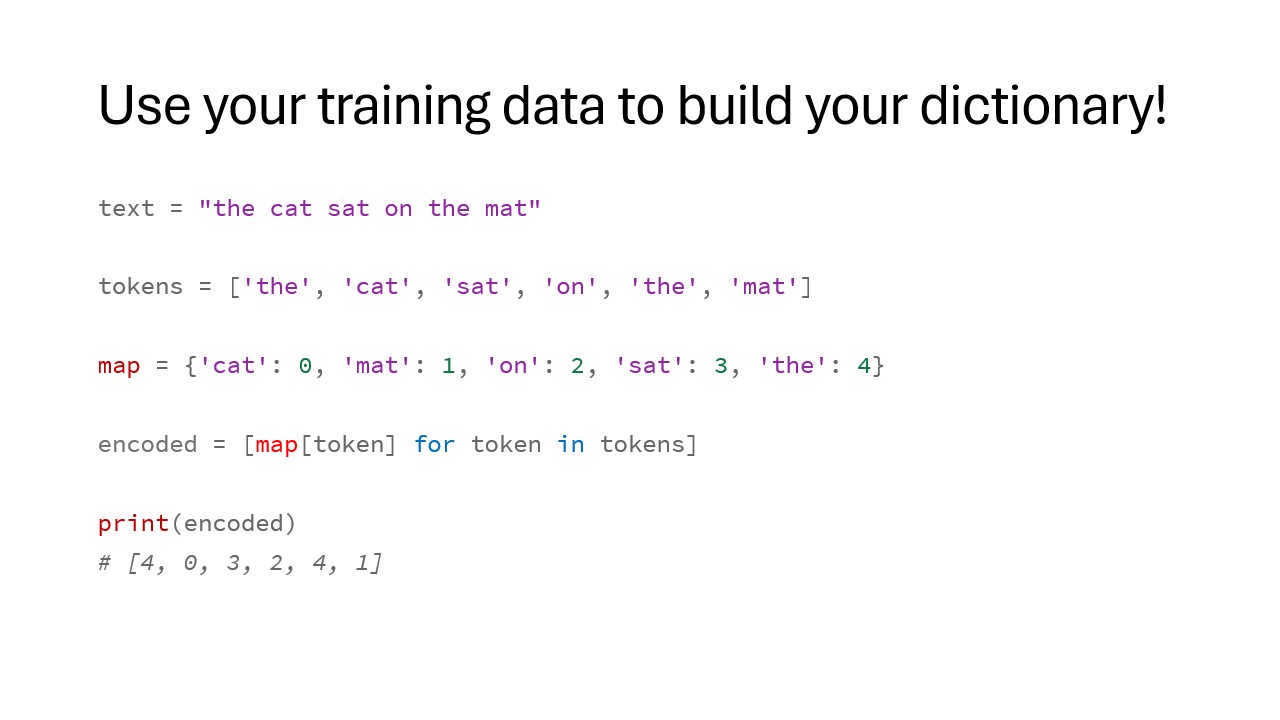 Use your training data to build your dictionary!
text = "the cat sat on the mat"
tokens = ['the', 'cat', 'sat', 'on', 'the', 'mat']
map = {'cat': 0, 'mat': 1, 'on': 2, 'sat': 3, 'the': 4}
encoded = [map[token] for token in tokens]
print(encoded)
# [4, 0, 3, 2, 4, 1]